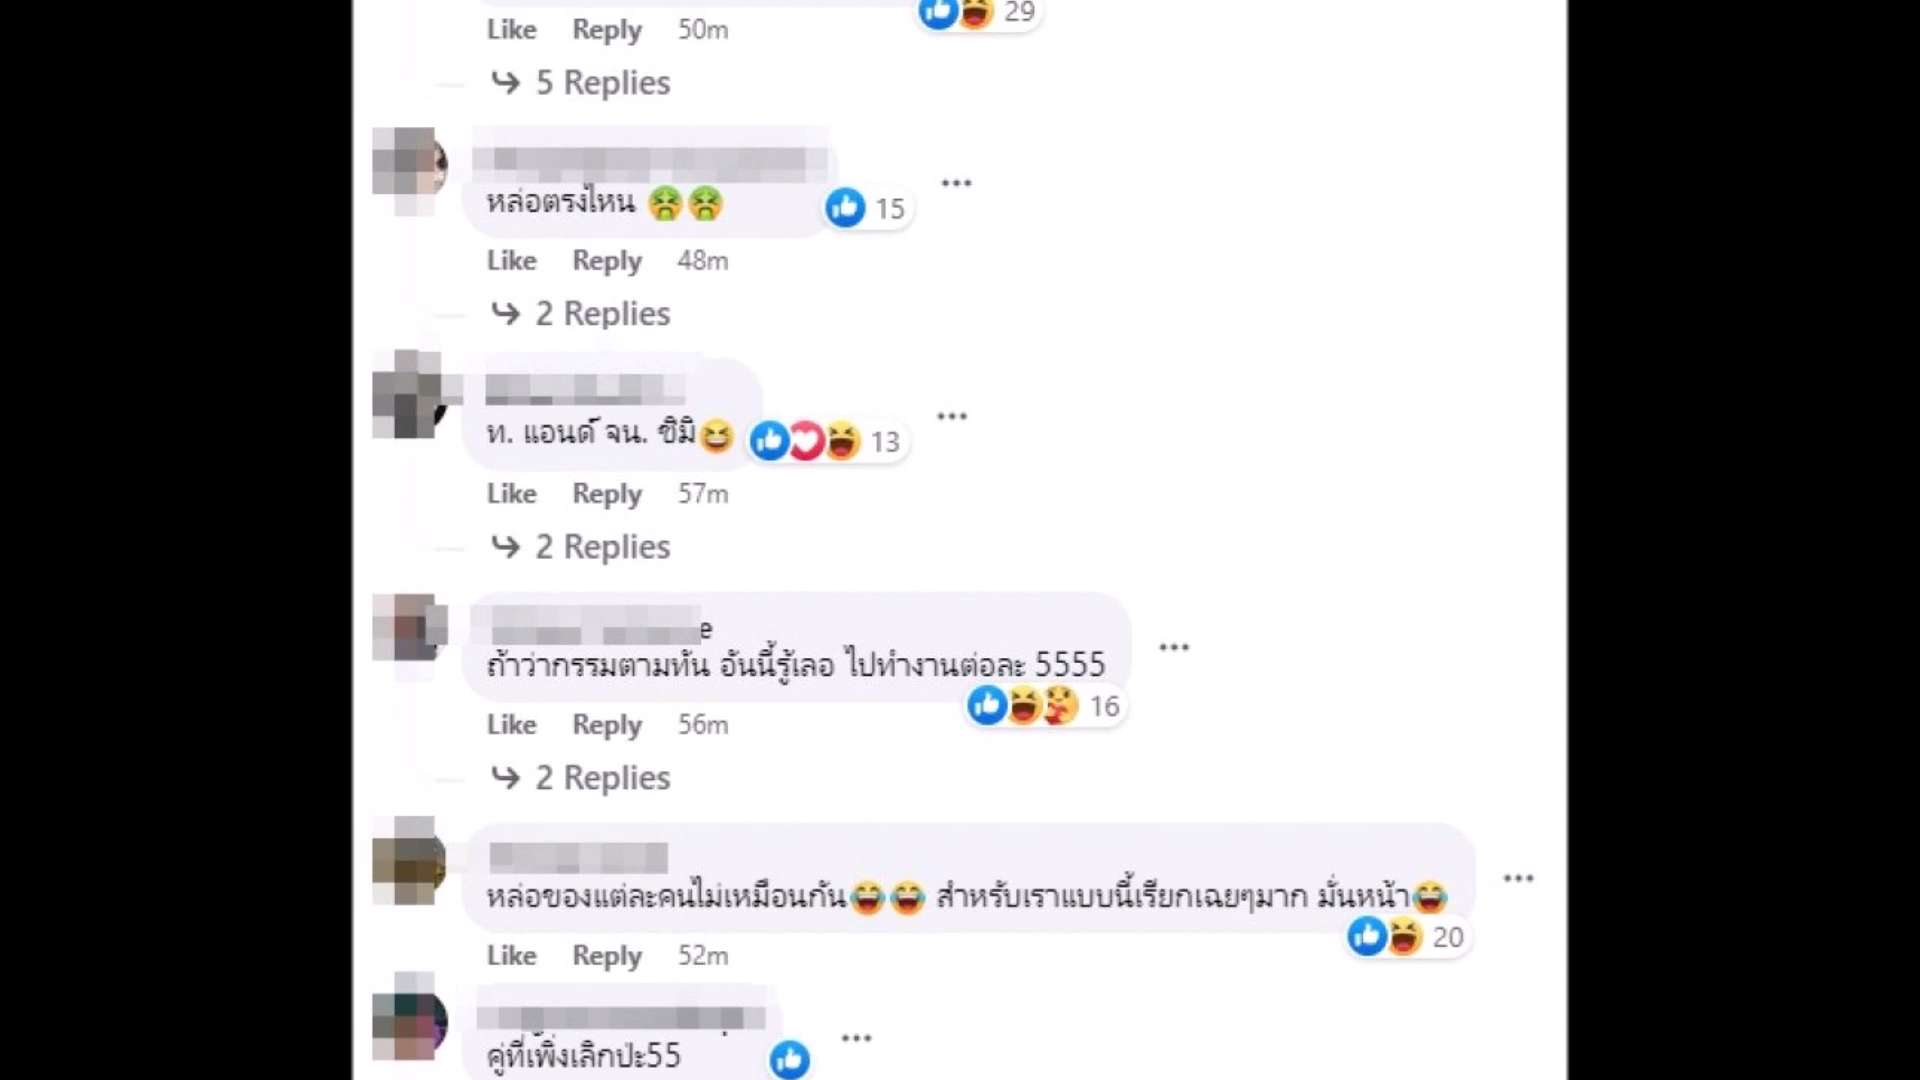 29
Like Reply 50m
5 Replies
หล่อตรงไหน 🤮🤮
15
Like Reply 48m
2 Replies
ท. แอนด์ จน. ซิมิ😆
13
Like Reply 57m
2 Replies
e
ถ้าว่ากรรมตามทัน อันนี้รู้เลอ ไปทำงานต่อละ 5555
16
Like Reply 56m
2 Replies
หล่อของแต่ละคนไม่เหมือนกัน😂😂 สำหรับเราแบบนี้เรียกเฉยๆมาก มั่นหน้า😂
20
Like Reply 52m
คู่ที่เพิ่งเลิกป่ะ55